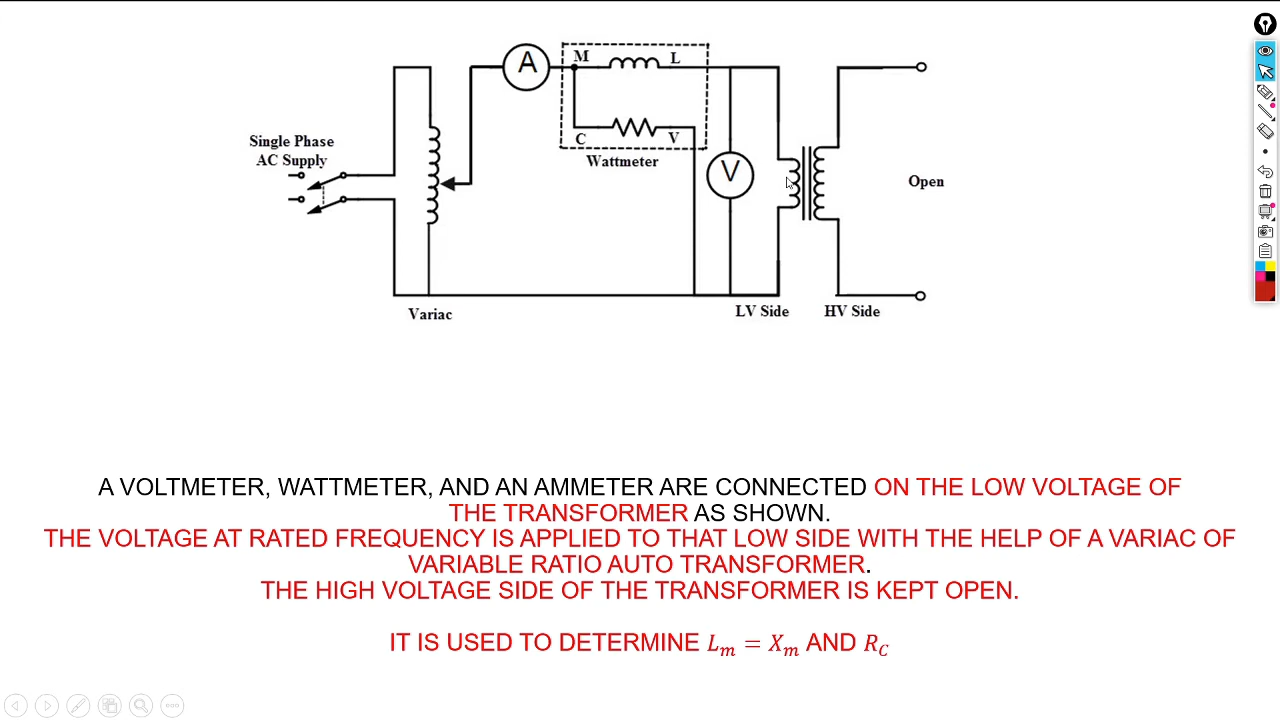 A
M
L
Single Phase
AC Supply
C
V
Wattmeter
V
Open
LV Side
HV Side
Variac
A VOLTMETER, WATTMETER, AND AN AMMETER ARE CONNECTED ON THE LOW VOLTAGE OF
THE TRANSFORMER AS SHOWN.
THE VOLTAGE AT RATED FREQUENCY IS APPLIED TO THAT LOW SIDE WITH THE HELP OF A VARIAC OF
VARIABLE RATIO AUTO TRANSFORMER.
THE HIGH VOLTAGE SIDE OF THE TRANSFORMER IS KEPT OPEN.
IT IS USED TO DETERMINE Lₘ = Xₘ AND R_C